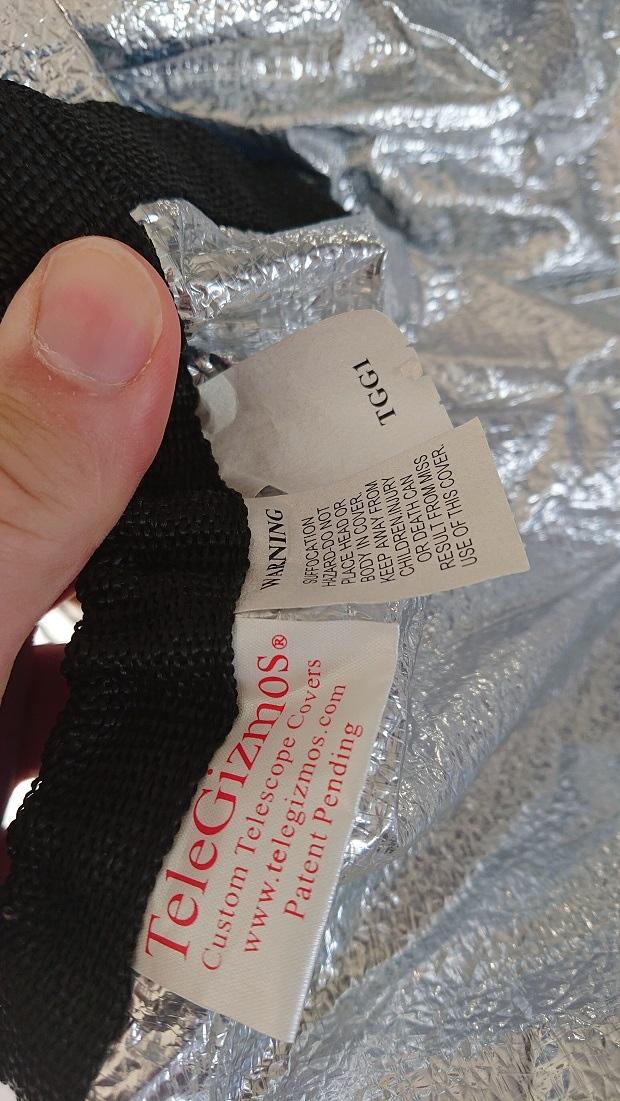 TGG1
WARNING
SUFFOCATION
HAZARD-DO NOT
PLACE HEAD OR
BODY IN COVER.
KEEP AWAY FROM
CHILDREN.INJURY
OR DEATH CAN
RESULT FROM MISS
USE OF THIS COVER.
TeleGizmos®
Custom Telescope Covers
www.telegizmos.com
Patent Pending